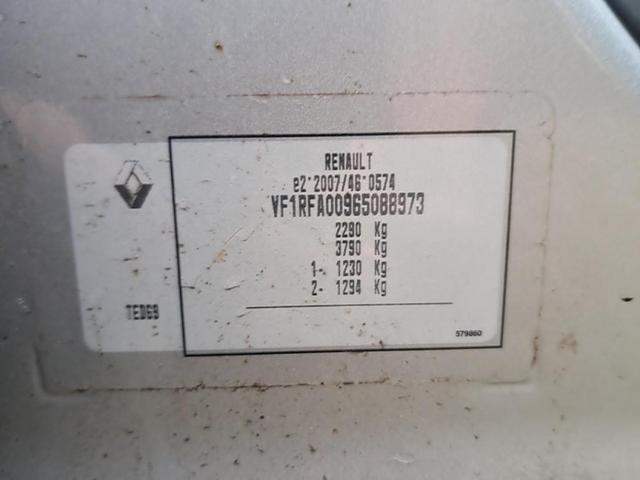 RENAULT
e2*2007/46*0574
VF1RFA00965088973
2290 Kg
3790 Kg
1- 1230 Kg
2- 1294 Kg
TED69
579860